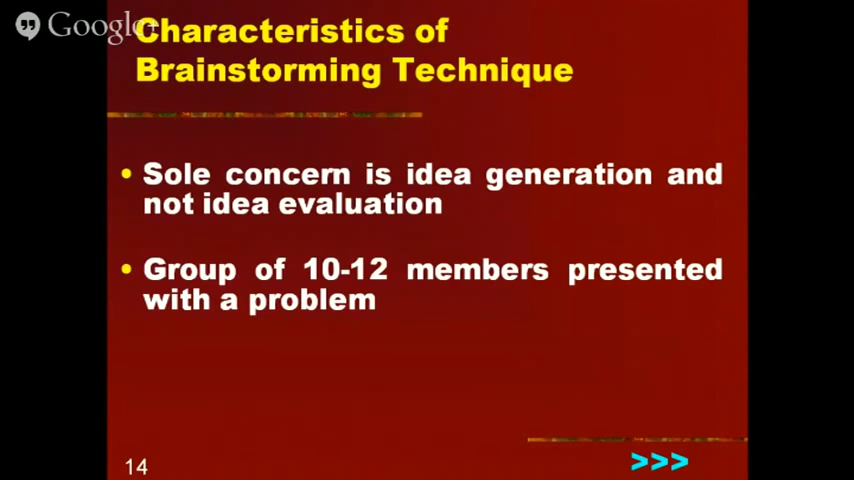 Google+
Characteristics of
Brainstorming Technique
• Sole concern is idea generation and
not idea evaluation
• Group of 10-12 members presented
with a problem
14
>>>